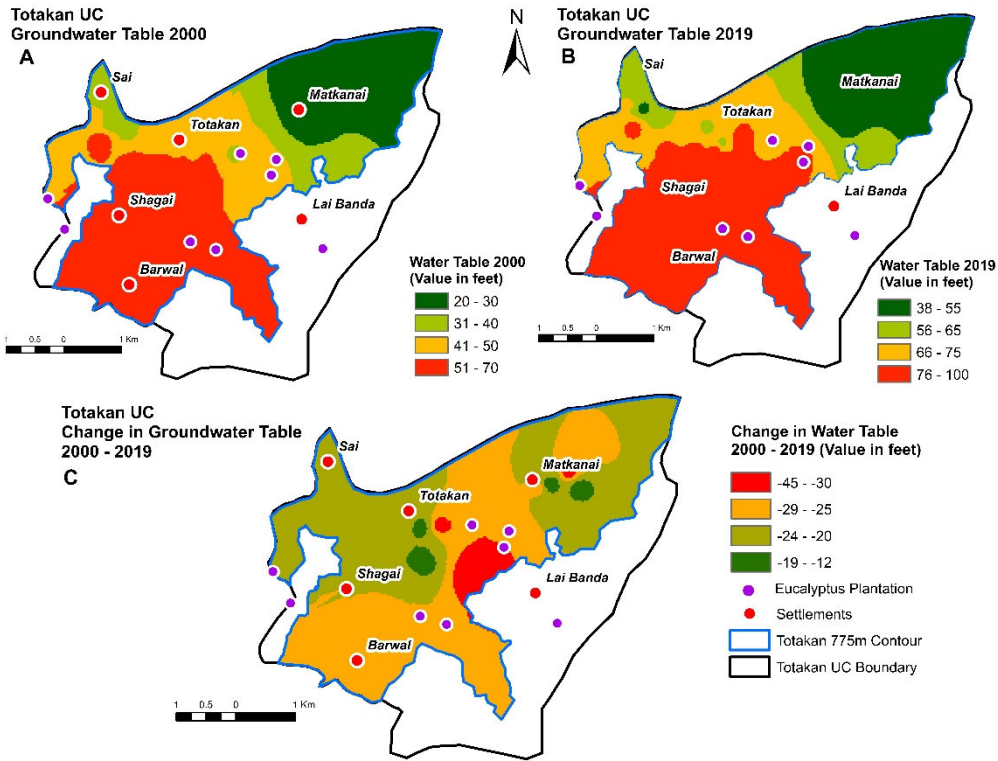 Totakan UC
Groundwater Table 2000
A
Sai
Matkanai
Totakan
Shagai
Lai Banda
Barwal
Water Table 2000
(Value in feet)
20 - 30
31 - 40
41 - 50
51 - 70
1 0.5 0 1 Km
N
Totakan UC
Groundwater Table 2019
B
Sai
Matkanai
Totakan
Shagai
Lai Banda
Barwal
Water Table 2019
(Value in feet)
38 - 55
56 - 65
66 - 75
76 - 100
1 0.5 0 1 Km
Totakan UC
Change in Groundwater Table
2000 - 2019
C
Sai
Matkanai
Totakan
Shagai
Lai Banda
Barwal
1 0.5 0 1 Km
Change in Water Table
2000 - 2019 (Value in feet)
-45 - -30
-29 - -25
-24 - -20
-19 - -12
Eucalyptus Plantation
Settlements
Totakan 775m Contour
Totakan UC Boundary